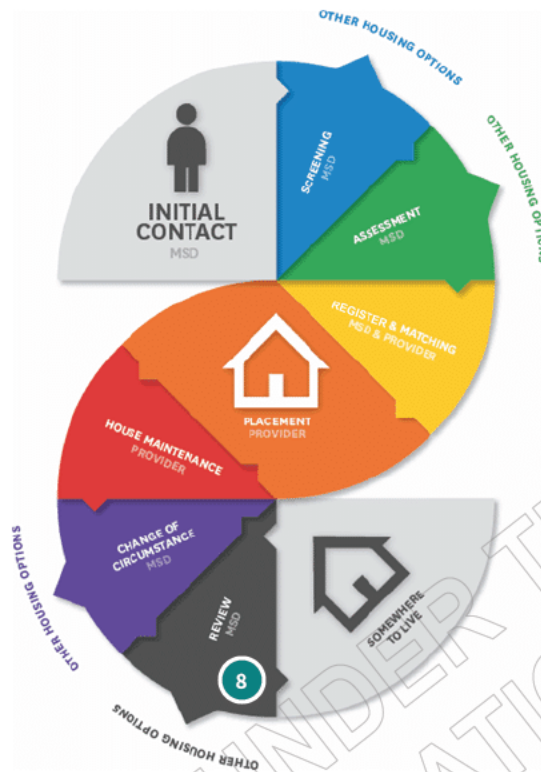 OTHER HOUSING OPTIONS
OTHER HOUSING OPTIONS
SCREENING
MSD
INITIAL
CONTACT
MSD
ASSESSMENT
MSD
REGISTER & MATCHING
MSD & PROVIDER
PLACEMENT
PROVIDER
HOUSE MAINTENANCE
PROVIDER
CHANGE OF
CIRCUMSTANCE
MSD
OTHER HOUSING OPTIONS
REVIEW
MSD
8
SOMEWHERE
TO LIVE
OTHER HOUSING OPTIONS
UNDER T